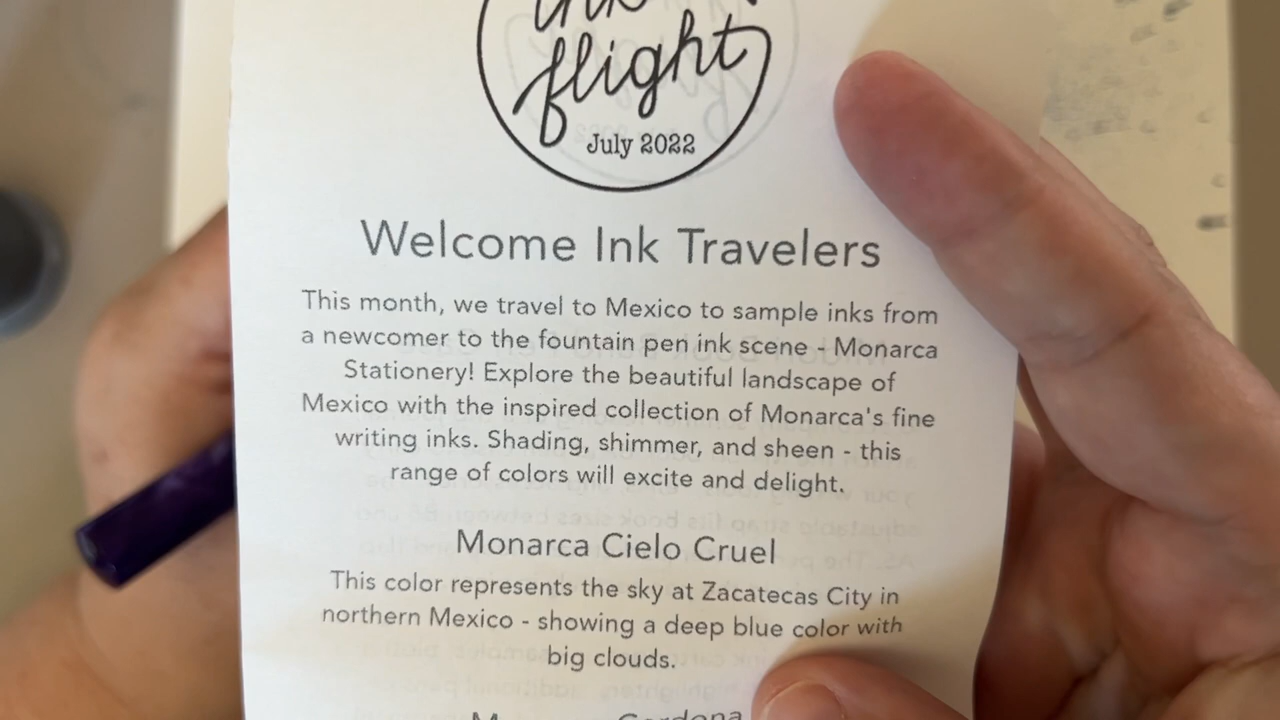 ink
flight
July 2022
Welcome Ink Travelers
This month, we travel to Mexico to sample inks from
a newcomer to the fountain pen ink scene - Monarca
Stationery! Explore the beautiful landscape of
Mexico with the inspired collection of Monarca's fine
writing inks. Shading, shimmer, and sheen - this
range of colors will excite and delight.
Monarca Cielo Cruel
This color represents the sky at Zacatecas City in
northern Mexico - showing a deep blue color with
big clouds.